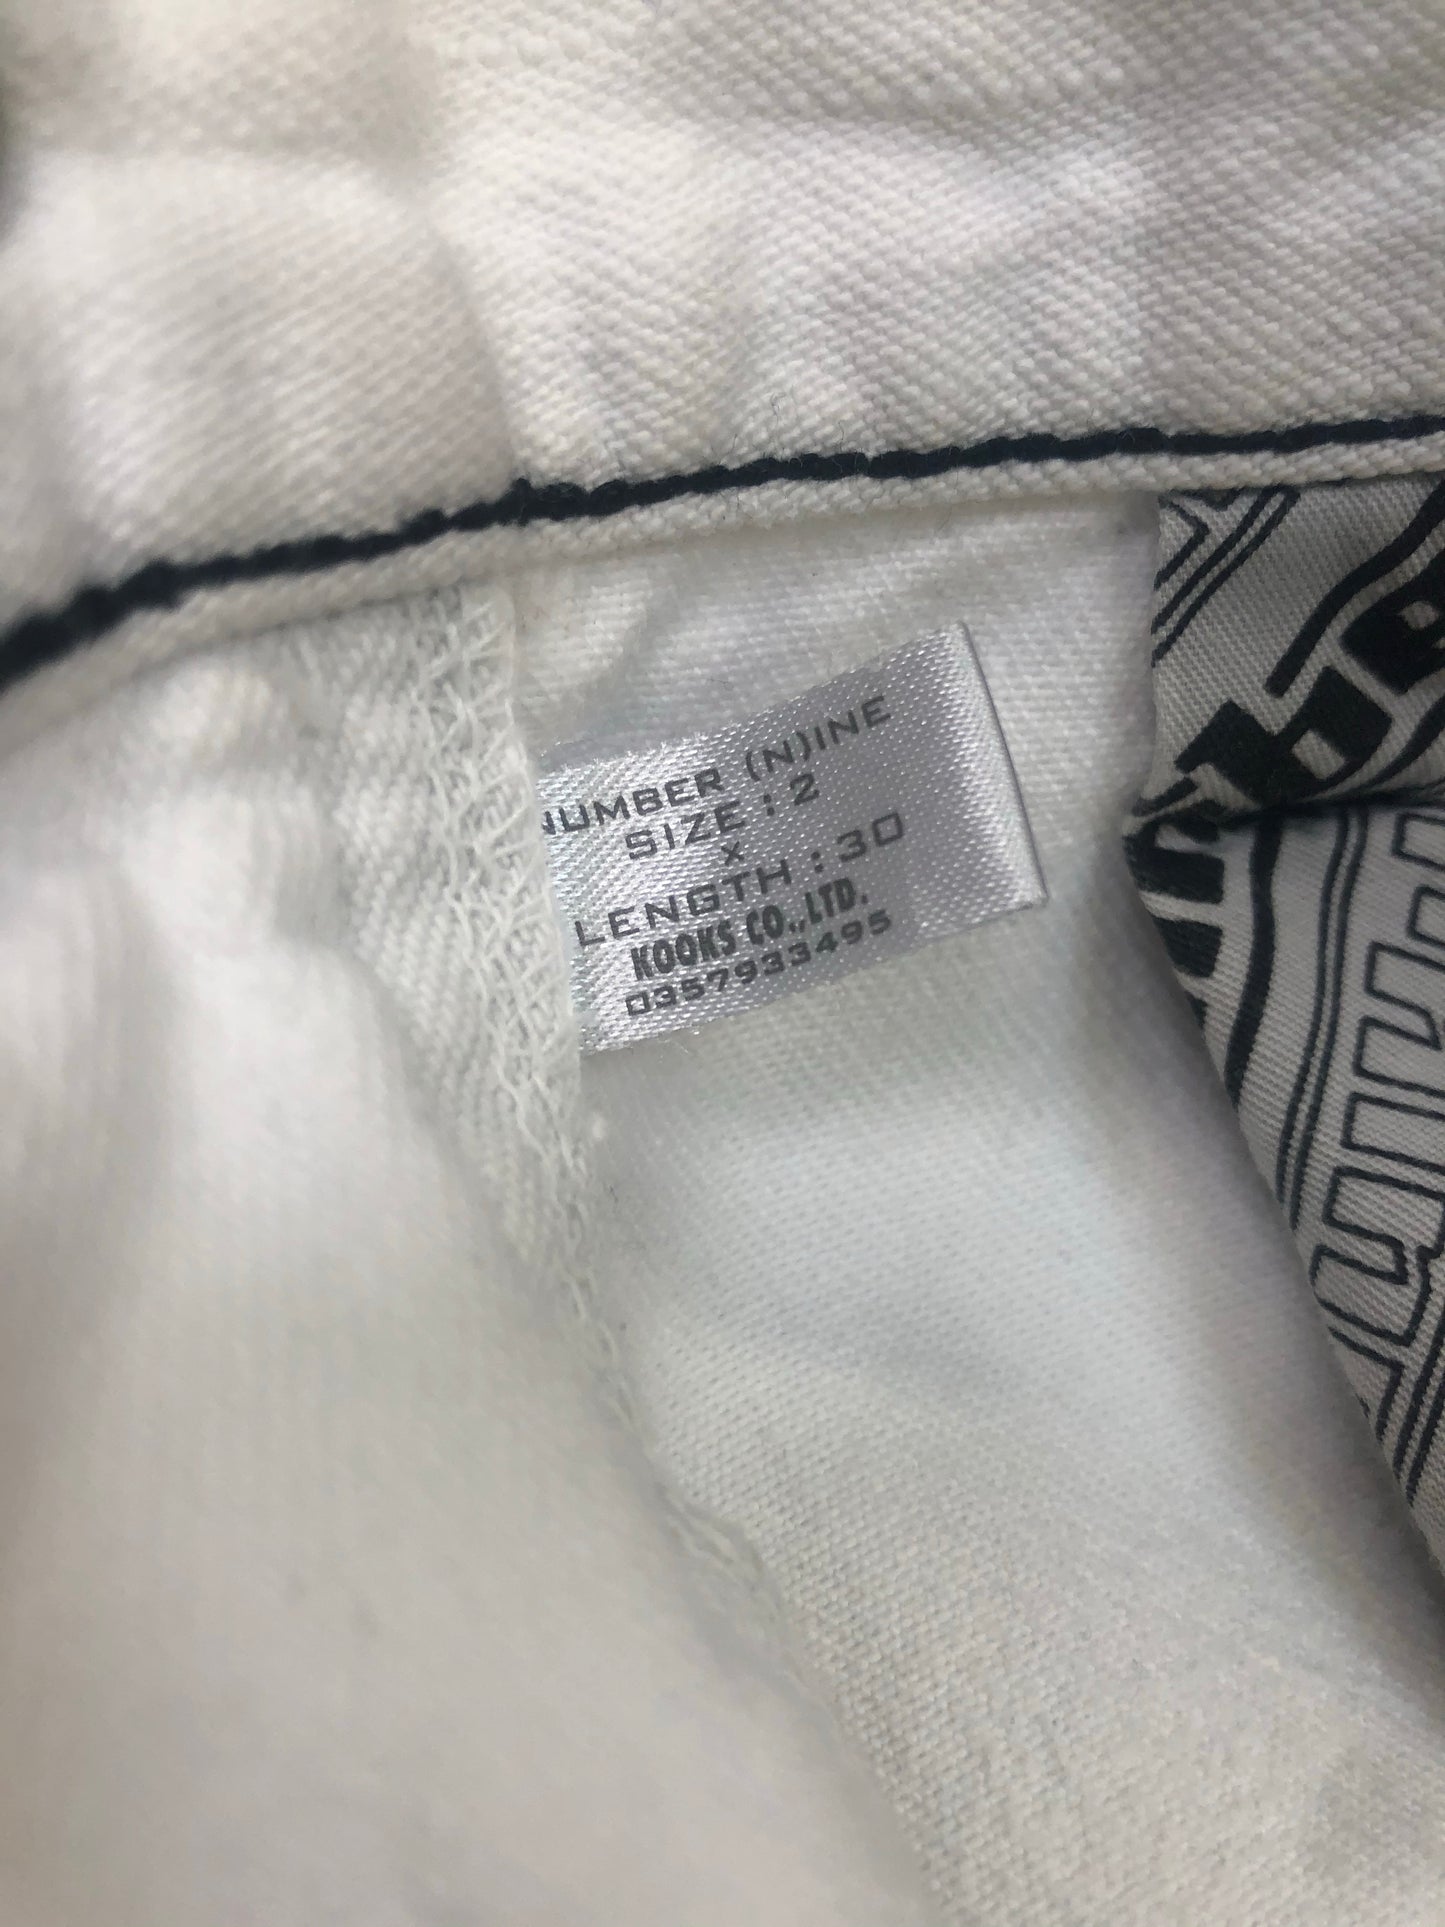 NUMBER (N)INE
SIZE : 2
X
LENGTH : 30
KOOKS CO.,LTD.
0357933495